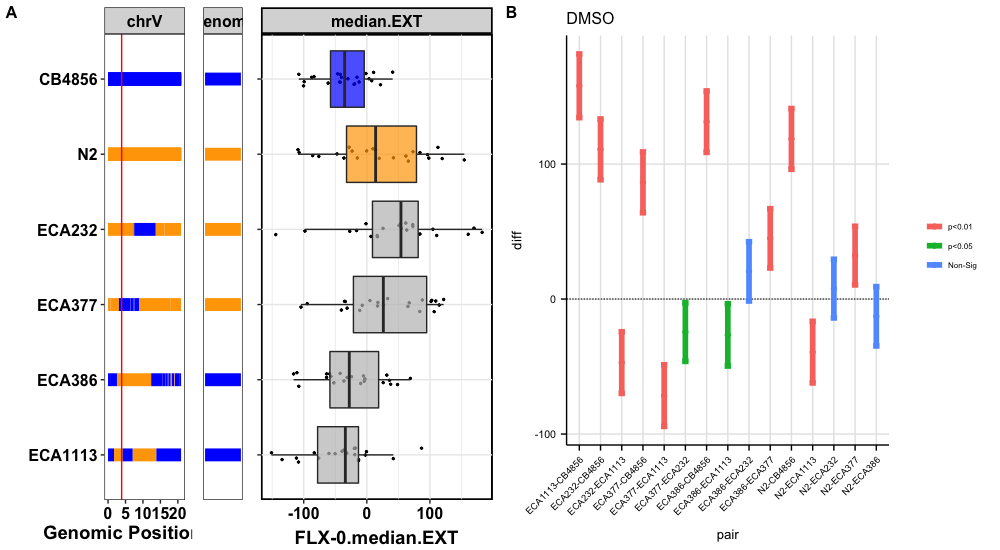 A
chrV
enom
median.EXT
CB4856
N2
ECA232
ECA377
ECA386
ECA1113
0 5 101520
Genomic Position
-100 0 100
FLX-0.median.EXT
B
DMSO
100
0
-100
diff
ECA1113-CB4856
ECA232-CB4856
ECA232-ECA1113
ECA377-CB4856
ECA377-ECA1113
ECA377-ECA232
ECA386-CB4856
ECA386-ECA1113
ECA386-ECA232
ECA386-ECA377
N2-CB4856
N2-ECA1113
N2-ECA232
N2-ECA377
N2-ECA386
pair
p<0.01
p<0.05
Non-Sig